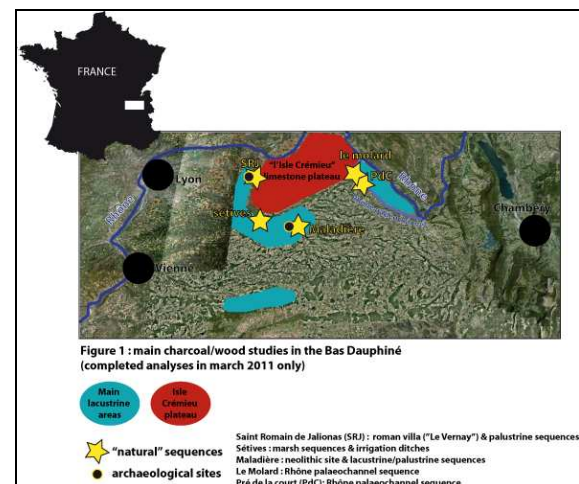 FRANCE
SRJ
"l'Isle Crémieu"
limestone plateau
le molard
PdC
Rhône
Lyon
Rhône
sétives
Maladière
Chambéry
Vienne
Figure 1 : main charcoal/wood studies in the Bas Dauphiné
(completed analyses in march 2011 only)
Main
lacustrine
areas
Isle
Crémieu
plateau
"natural" sequences
archaeological sites
Saint Romain de Jalionas (SRJ) : roman villa ("Le Vernay") & palustrine sequences
Sétives : marsh sequences & irrigation ditches
Maladière : neolithic site & lacustrine/palustrine sequences
Le Molard : Rhône palaeochannel sequence
Pré de la court (PdC): Rhône palaeochannel sequence